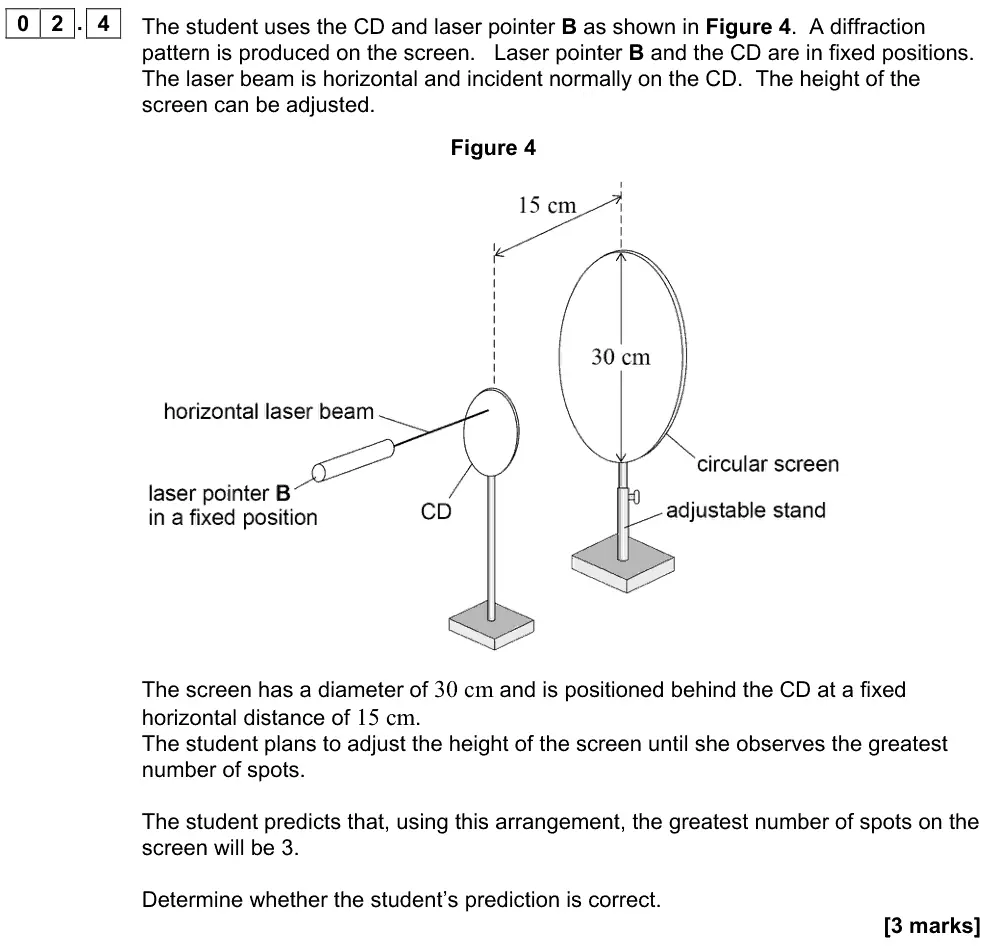 0 2 . 4 The student uses the CD and laser pointer B as shown in Figure 4. A diffraction
pattern is produced on the screen. Laser pointer B and the CD are in fixed positions.
The laser beam is horizontal and incident normally on the CD. The height of the
screen can be adjusted.
Figure 4
15 cm
30 cm
horizontal laser beam
circular screen
laser pointer B
in a fixed position
CD
adjustable stand
The screen has a diameter of 30 cm and is positioned behind the CD at a fixed
horizontal distance of 15 cm.
The student plans to adjust the height of the screen until she observes the greatest
number of spots.
The student predicts that, using this arrangement, the greatest number of spots on the
screen will be 3.
Determine whether the student's prediction is correct.
[3 marks]